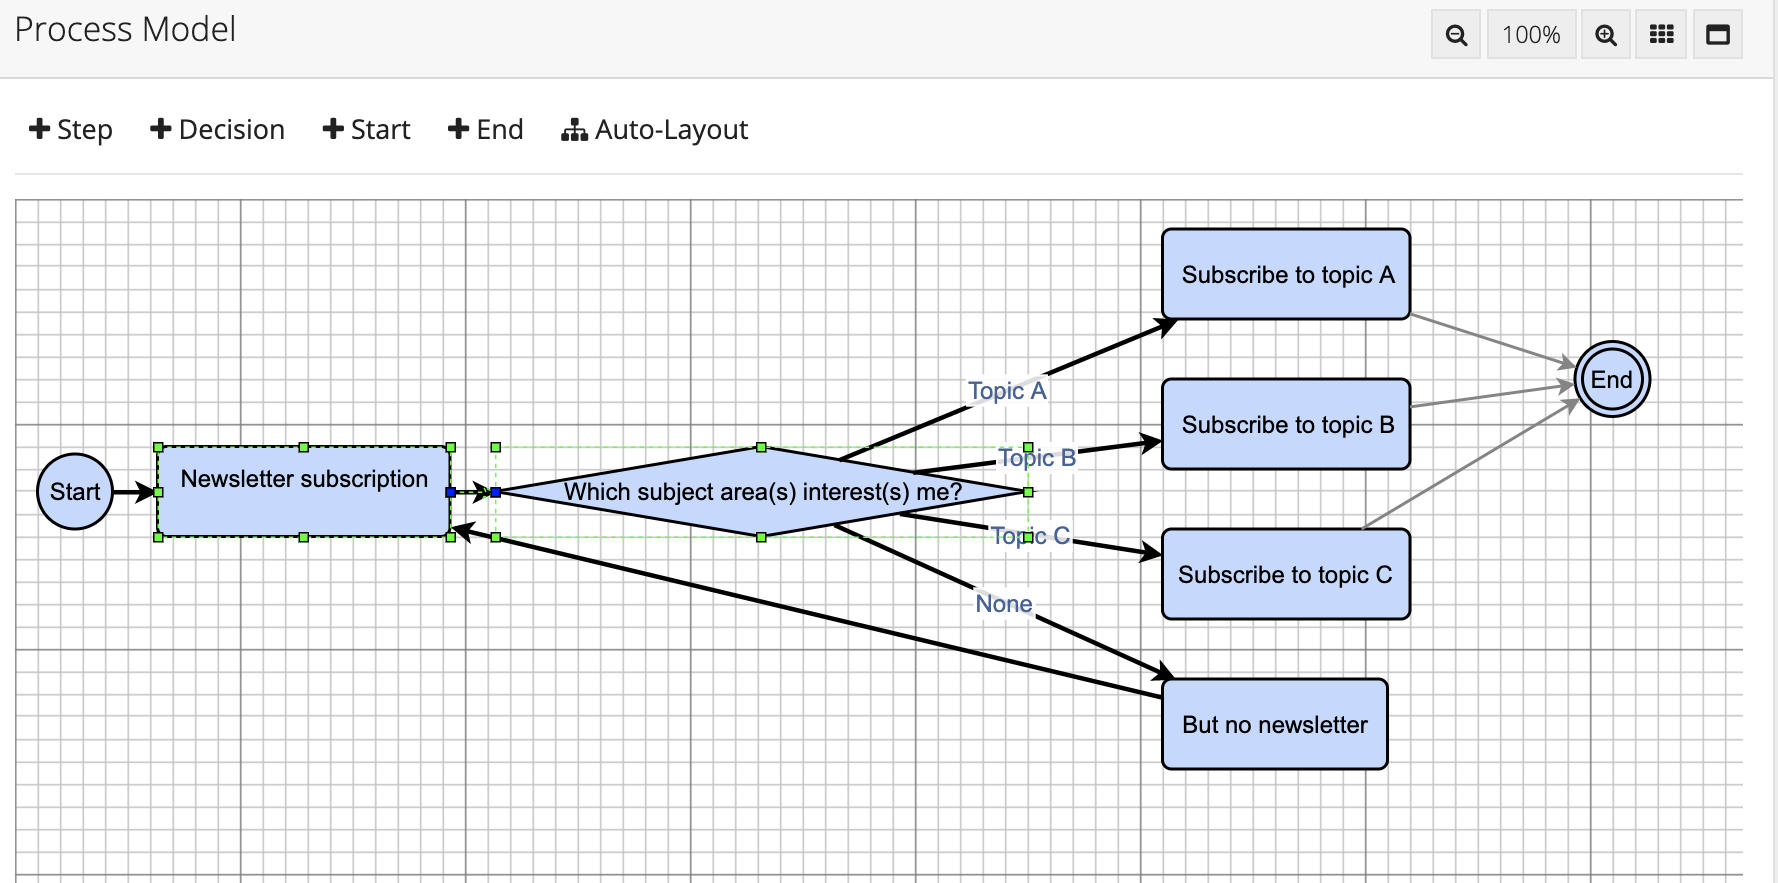 Process Model
100%
Step
Decision
Start
End
Auto-Layout
Subscribe to topic A
End
Topic A
Subscribe to topic B
Topic B
Newsletter subscription
Start
Which subject area(s) interest(s) me?
Topic C
Subscribe to topic C
None
But no newsletter